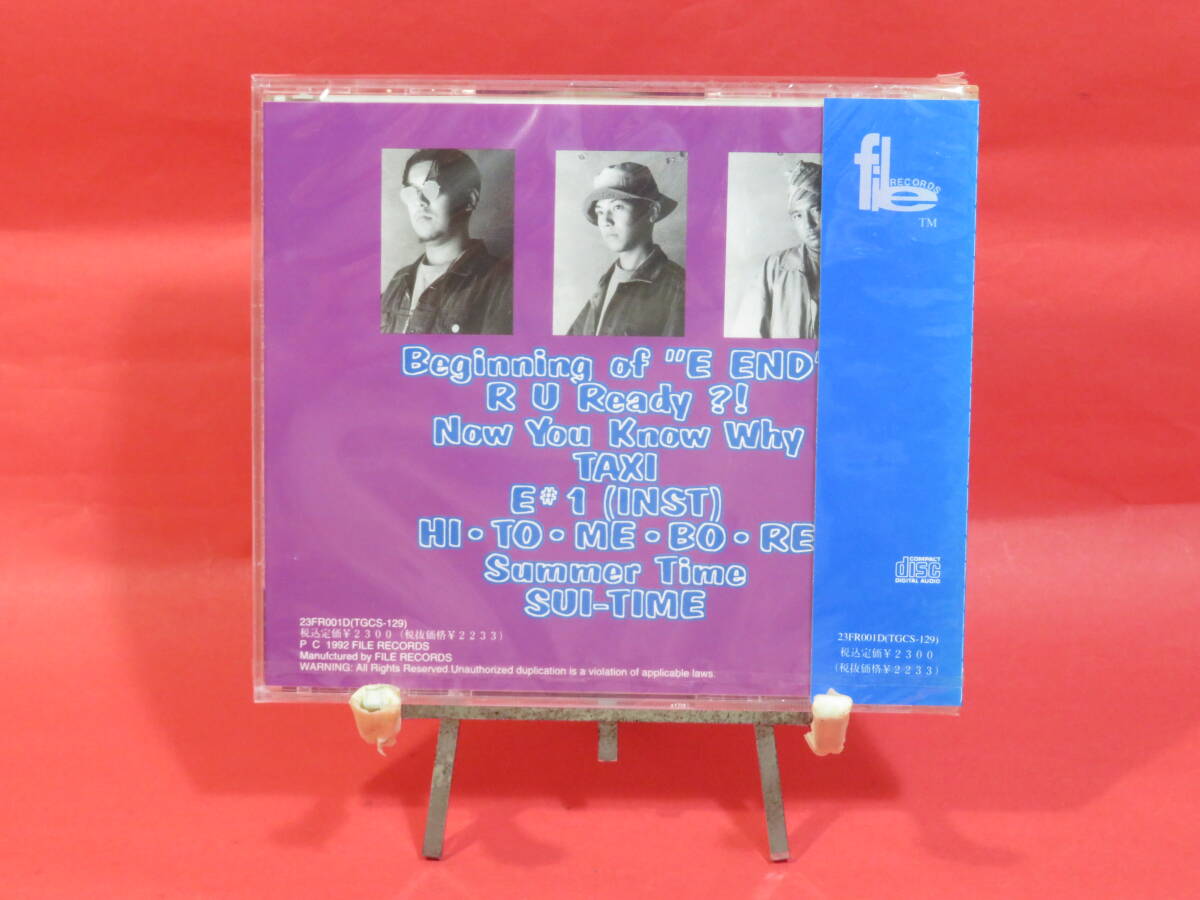 file
RECORDS
TM
Beginning of "E END"
R U Ready ?!
Now You Know Why
TAXI
E#1 (INST)
HI・TO・ME・BO・RE
Summer Time
SUI-TIME
23FR001D(TGCS-129)
税込定価￥２３００（税抜価格￥２２３３）
P C 1992 FILE RECORDS
Manufctured by FILE RECORDS
WARNING: All Rights Reserved.Unauthorized duplication is a violation of applicable laws.
COMPACT
disc
DIGITAL AUDIO
23FR001D(TGCS-129)
税込定価￥２３００
（税抜価格￥２２３３）